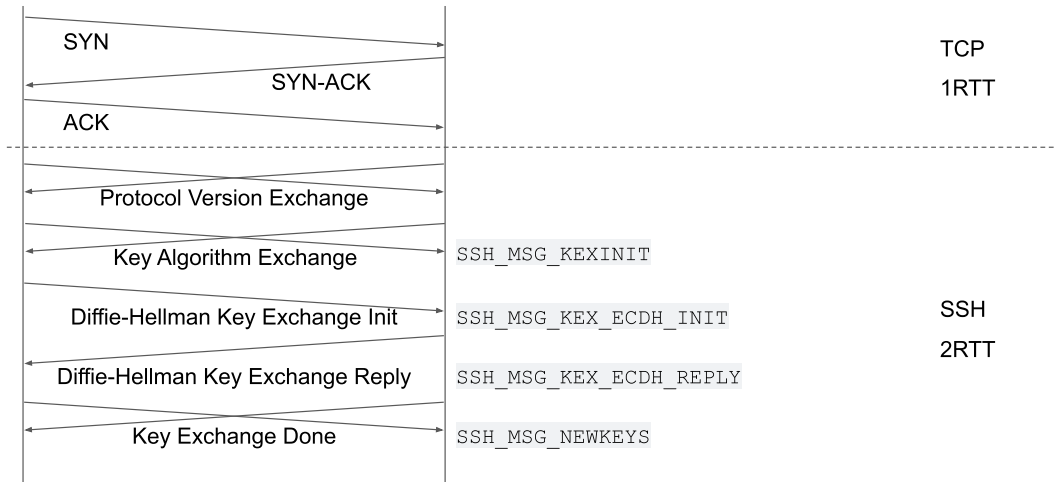 SYN
TCP
SYN-ACK
1RTT
ACK
Protocol Version Exchange
Key Algorithm Exchange
SSH_MSG_KEXINIT
Diffie-Hellman Key Exchange Init
SSH_MSG_KEX_ECDH_INIT
SSH
2RTT
Diffie-Hellman Key Exchange Reply
SSH_MSG_KEX_ECDH_REPLY
Key Exchange Done
SSH_MSG_NEWKEYS